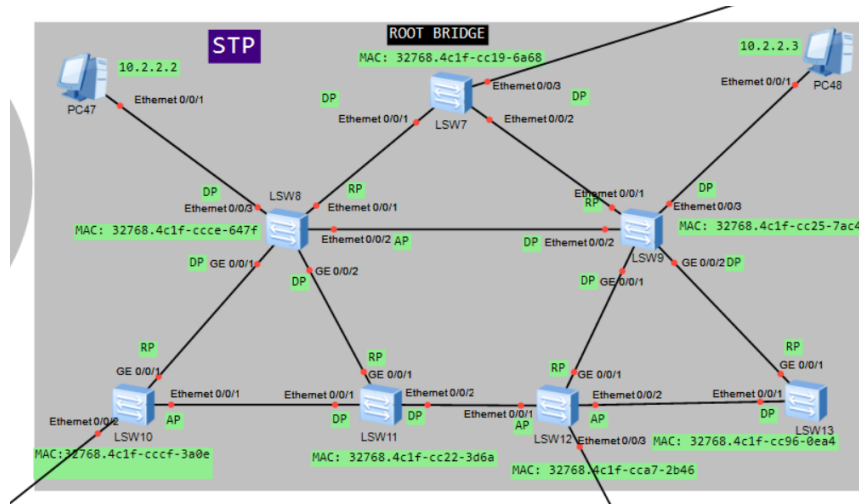 STP
ROOT BRIDGE
MAC: 32768.4c1f-cc19-6a68
10.2.2.2
PC47
Ethernet 0/0/1
10.2.2.3
Ethernet 0/0/1
PC48
Ethernet 0/0/3
DP
DP
Ethernet 0/0/1
LSW7
Ethernet 0/0/2
LSW8
DP
Ethernet 0/0/3
RP
Ethernet 0/0/1
MAC: 32768.4c1f-ccce-647f
Ethernet 0/0/2
AP
Ethernet 0/0/1
RP
DP
Ethernet 0/0/3
MAC: 32768.4c1f-cc25-7ac4
DP
Ethernet 0/0/2
LSW9
DP
GE 0/0/1
GE 0/0/2
DP
DP
GE 0/0/1
GE 0/0/2
DP
RP
GE 0/0/1
RP
GE 0/0/1
RP
GE 0/0/1
RP
GE 0/0/1
Ethernet 0/0/1
AP
Ethernet 0/0/2
LSW10
MAC:32768.4c1f-cccf-3a0e
Ethernet 0/0/1
DP
Ethernet 0/0/2
DP
LSW11
MAC: 32768.4c1f-cc22-3d6a
Ethernet 0/0/1
AP
Ethernet 0/0/2
AP
LSW12
Ethernet 0/0/3
MAC: 32768.4c1f-cca7-2b46
Ethernet 0/0/1
DP
LSW13
MAC: 32768.4c1f-cc96-0ea4